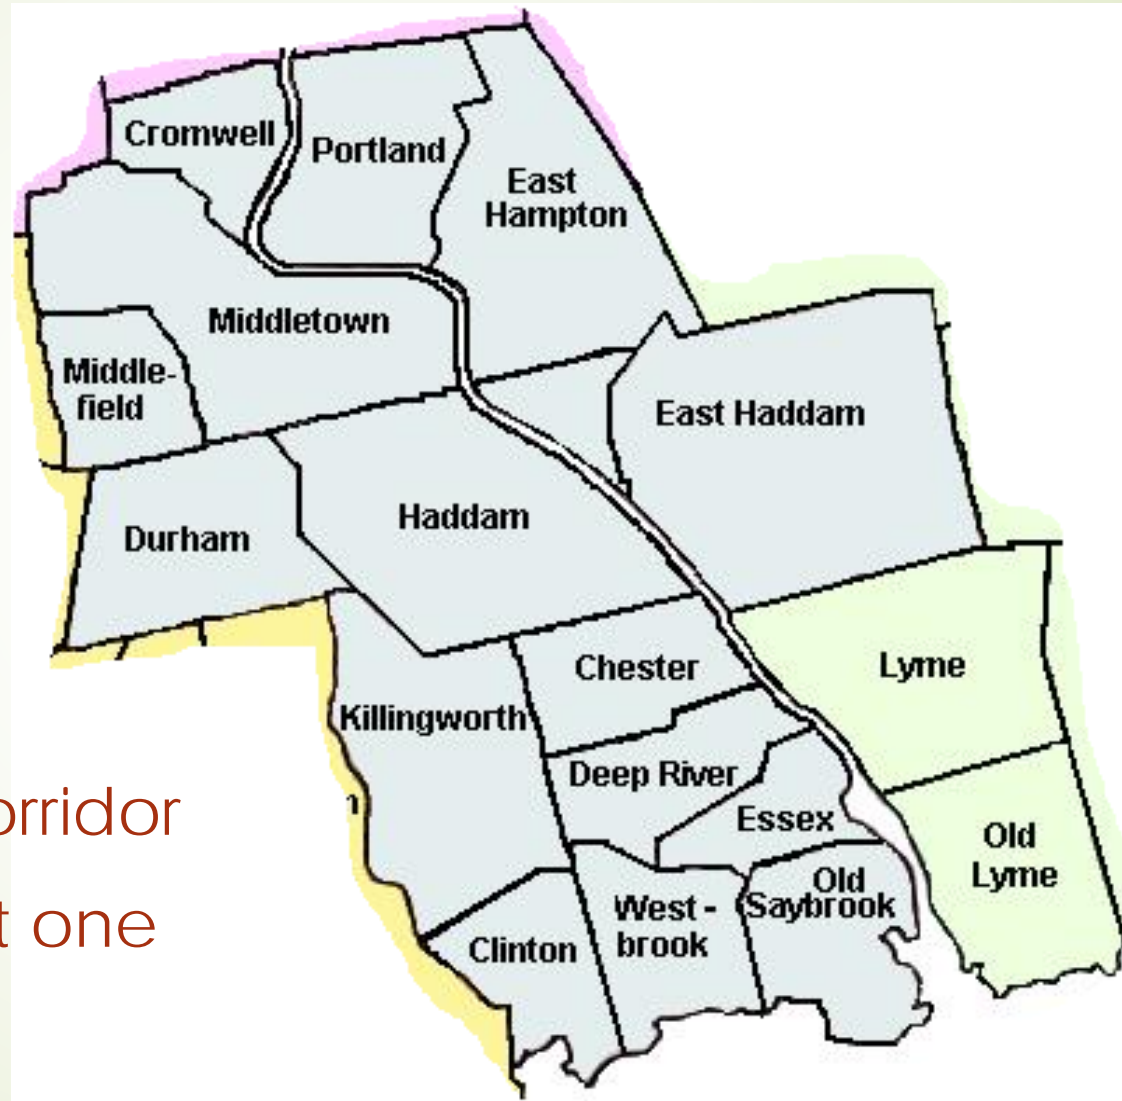 Cromwell
Portland
East
Hampton
Middletown
Middle-
field
East Haddam
Haddam
Durham
Chester
Lyme
Killingworth
Deep River
orridor
Essex
Old
Lyme
t one
West -
brook
Old
Saybrook
Clinton